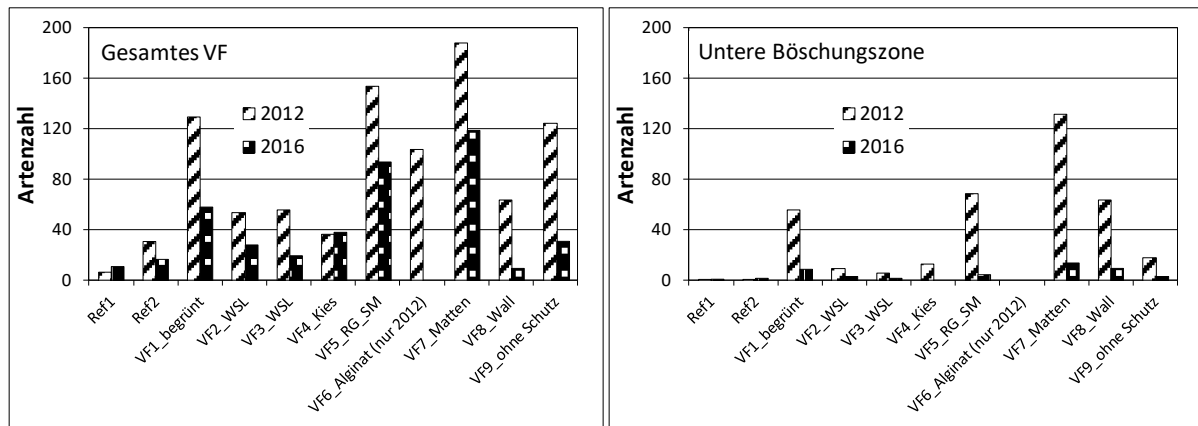 Gesamtes VF
Artenzahl
200
160
120
80
40
0
2012
2016
Ref1
Ref2
VF1_begrünt
VF2_WSL
VF3_WSL
VF4_Kies
VF5_RG_SM
VF6_Alginat (nur 2012)
VF7_Matten
VF8_Wall
VF9_ohne Schutz
Untere Böschungszone
Artenzahl
200
160
120
80
40
0
2012
2016
Ref1
Ref2
VF1_begrünt
VF2_WSL
VF3_WSL
VF4_Kies
VF5_RG_SM
VF6_Alginat (nur 2012)
VF7_Matten
VF8_Wall
VF9_ohne Schutz